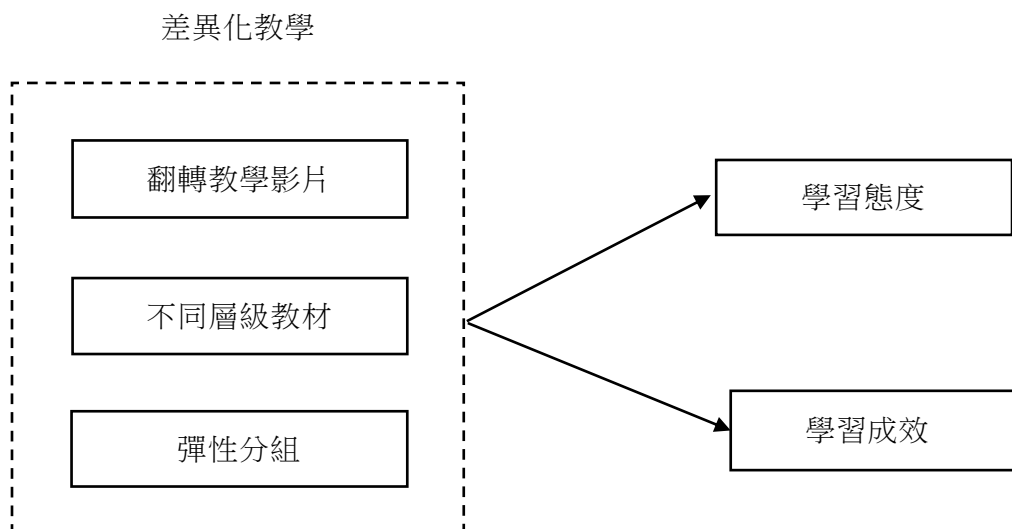 差異化教學
翻轉教學影片
不同層級教材
彈性分組
學習態度
學習成效